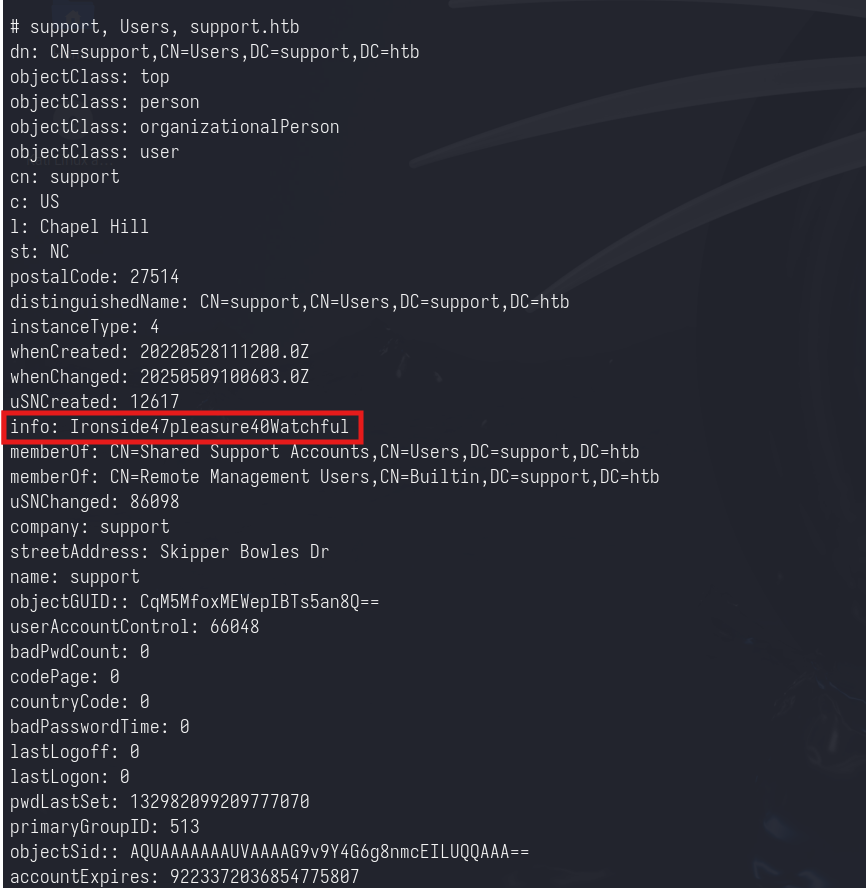 # support, Users, support.htb
dn: CN=support,CN=Users,DC=support,DC=htb
objectClass: top
objectClass: person
objectClass: organizationalPerson
objectClass: user
cn: support
c: US
l: Chapel Hill
st: NC
postalCode: 27514
distinguishedName: CN=support,CN=Users,DC=support,DC=htb
instanceType: 4
whenCreated: 20220528111200.0Z
whenChanged: 20250509100603.0Z
uSNCreated: 12617
info: Ironside47pleasure40Watchful
memberOf: CN=Shared Support Accounts,CN=Users,DC=support,DC=htb
memberOf: CN=Remote Management Users,CN=Builtin,DC=support,DC=htb
uSNChanged: 86098
company: support
streetAddress: Skipper Bowles Dr
name: support
objectGUID:: CqM5MfoxMEWepIBTs5an8Q==
userAccountControl: 66048
badPwdCount: 0
codePage: 0
countryCode: 0
badPasswordTime: 0
lastLogoff: 0
lastLogon: 0
pwdLastSet: 132982099209777070
primaryGroupID: 513
objectSid:: AQUAAAAAAAUVAAAAG9v9Y4G6g8nmcEILUQQAAA==
accountExpires: 9223372036854775807